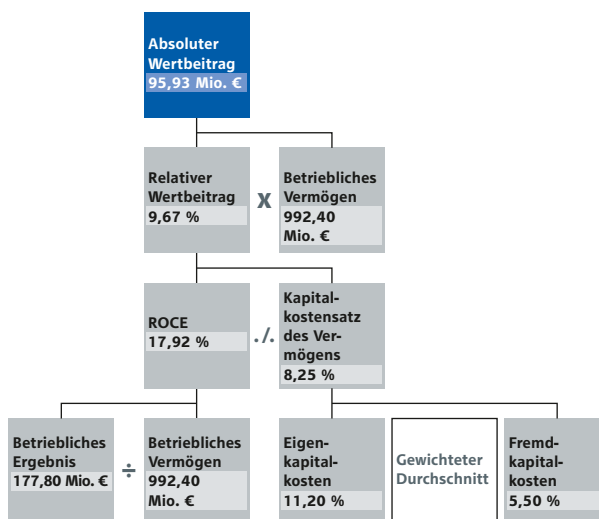 Absoluter
Wertbeitrag
95,93 Mio. €
Relativer
Wertbeitrag
9,67 %
x
Betriebliches
Vermögen
992,40
Mio. €
ROCE
17,92 %
./.
Kapital-
kostensatz
des Ver-
mögens
8,25 %
Betriebliches
Ergebnis
177,80 Mio. €
÷
Betriebliches
Vermögen
992,40
Mio. €
Eigen-
kapital-
kosten
11,20 %
Gewichteter
Durchschnitt
Fremd-
kapital-
kosten
5,50 %